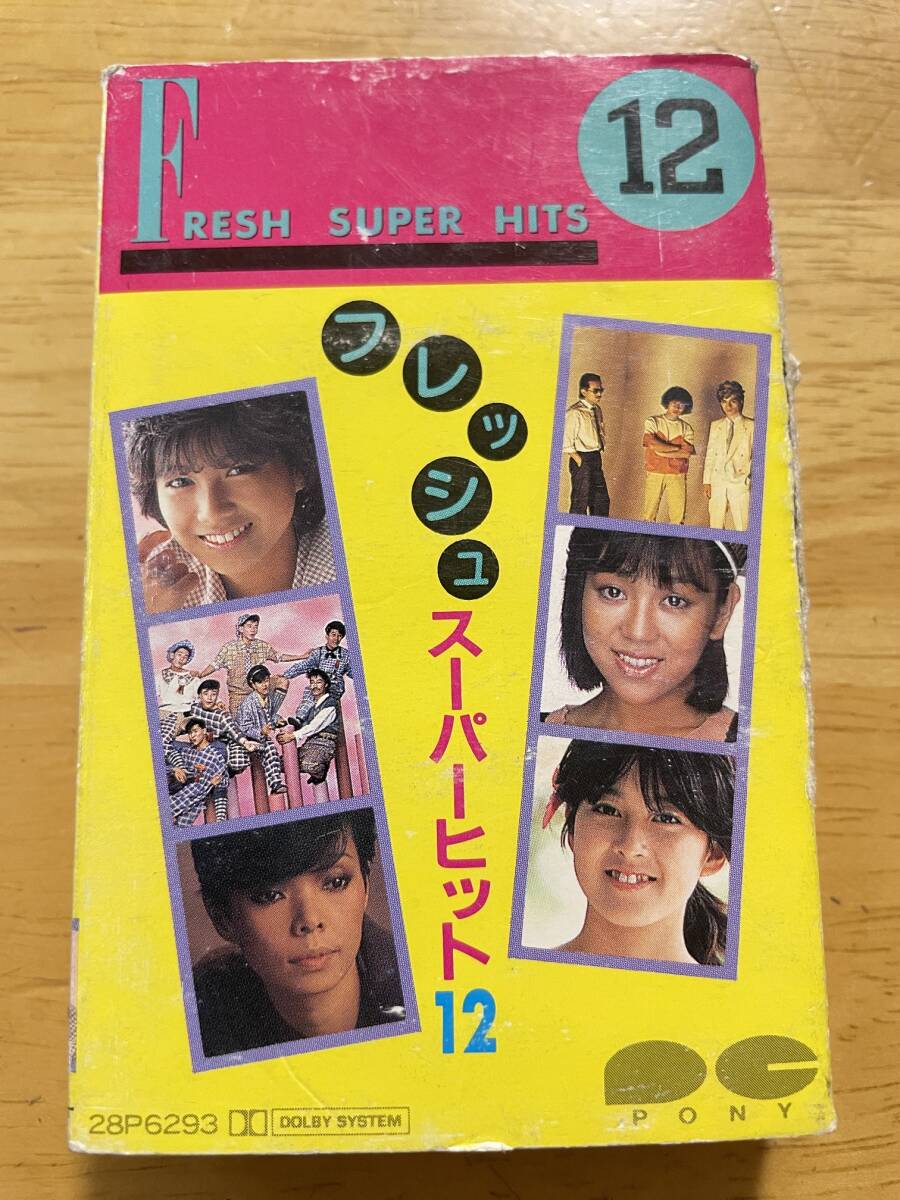 FRESH SUPER HITS
12
フレッシュ
スーパーヒット12
28P6293 DOLBY SYSTEM
PC
PONY